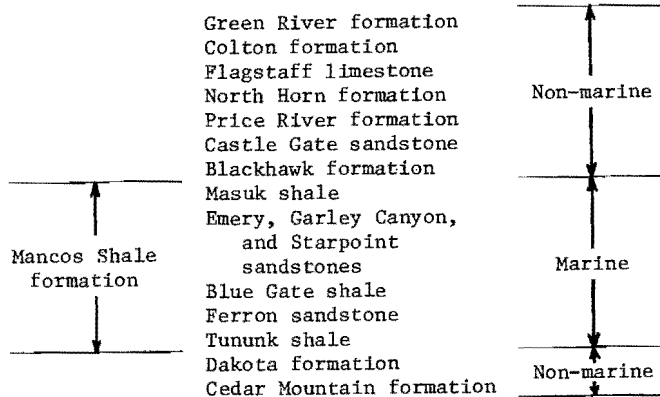 Green River formation
Colton formation
Flagstaff limestone
North Horn formation
Price River formation
Castle Gate sandstone
Blackhawk formation
Masuk shale
Emery, Garley Canyon,
and Starpoint
sandstones
Blue Gate shale
Ferron sandstone
Tununk shale
Dakota formation
Cedar Mountain formation
Mancos Shale
formation
Non-marine
Marine
Non-marine